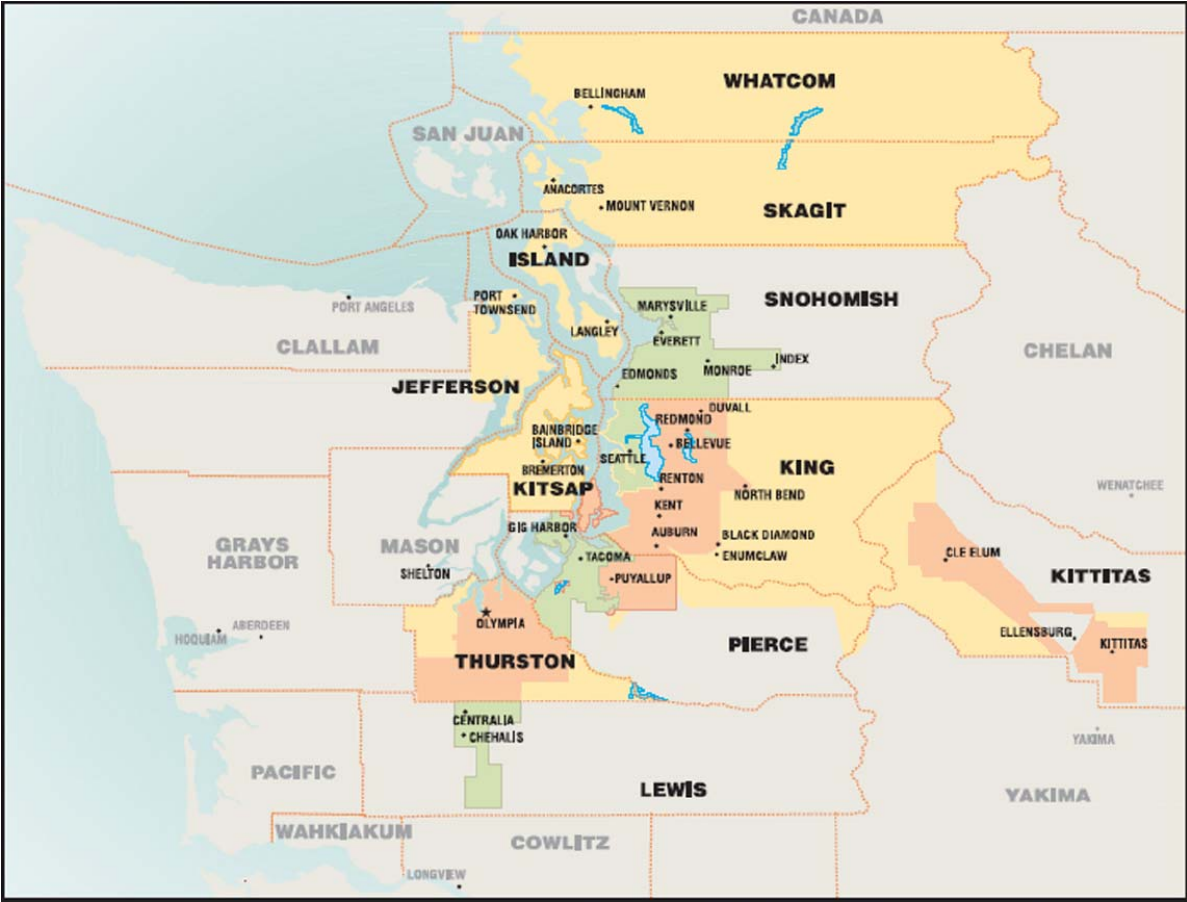 CANADA
WHATCOM
BELLINGHAM
SAN JUAN
ANACORTES
MOUNT VERNON
SKAGIT
OAK HARBOR
ISLAND
PORT
TOWNSEND
PORT ANGELES
MARYSVILLE
SNOHOMISH
LANGLEY
EVERETT
CLALLAM
CHELAN
INDEX
MONROE
EDMONDS
JEFFERSON
DUVALL
REDMOND
BAINBRIDGE
ISLAND
BELLEVUE
SEATTLE
BREMERTON
KING
RENTON
KITSAP
NORTH BEND
WENATCHEE
KENT
GIG HARBOR
AUBURN
BLACK DIAMOND
ENUMCLAW
GRAYS
HARBOR
MASON
TACOMA
CLE ELUM
SHELTON
PUYALLUP
KITTITAS
OLYMPIA
ABERDEEN
HOQUIAM
ELLENSBURG
KITTITAS
PIERCE
THURSTON
CENTRALIA
CHEHALIS
YAKIMA
PACIFIC
LEWIS
YAKIMA
WAHKIAKUM
COWLITZ
LONGVIEW